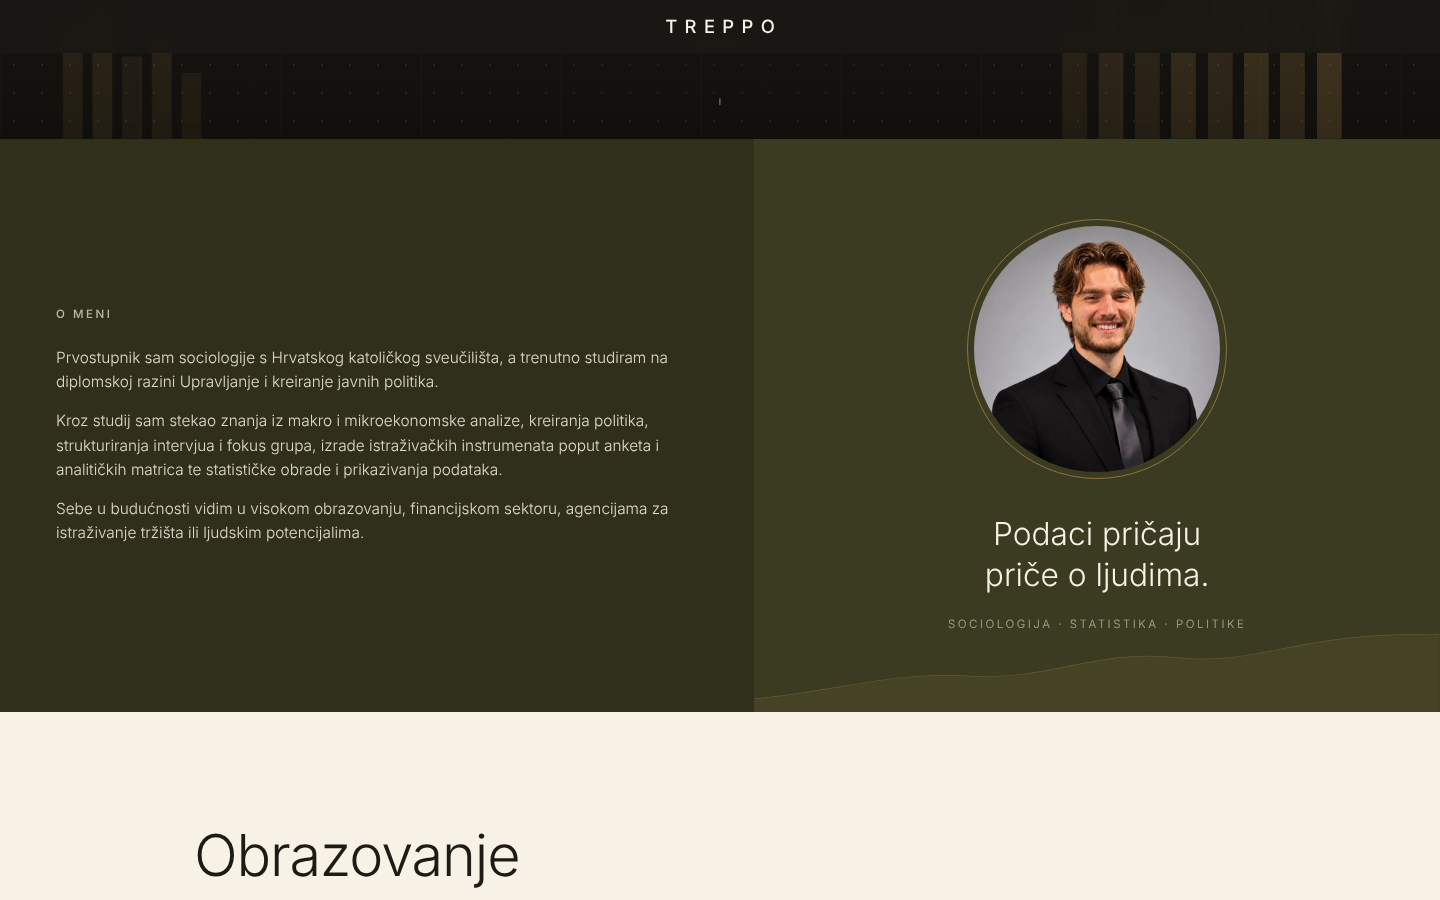 TREPPO
O MENI
Prvostupnik sam sociologije s Hrvatskog katoličkog sveučilišta, a trenutno studiram na
diplomskoj razini Upravljanje i kreiranje javnih politika.
Kroz studij sam stekao znanja iz makro i mikroekonomske analize, kreiranja politika,
strukturiranja intervjua i fokus grupa, izrade istraživačkih instrumenata poput anketa i
analitičkih matrica te statističke obrade i prikazivanja podataka.
Sebe u budućnosti vidim u visokom obrazovanju, financijskom sektoru, agencijama za
istraživanje tržišta ili ljudskim potencijalima.
Podaci pričaju
priče o ljudima.
SOCIOLOGIJA · STATISTIKA · POLITIKE
Obrazovanje